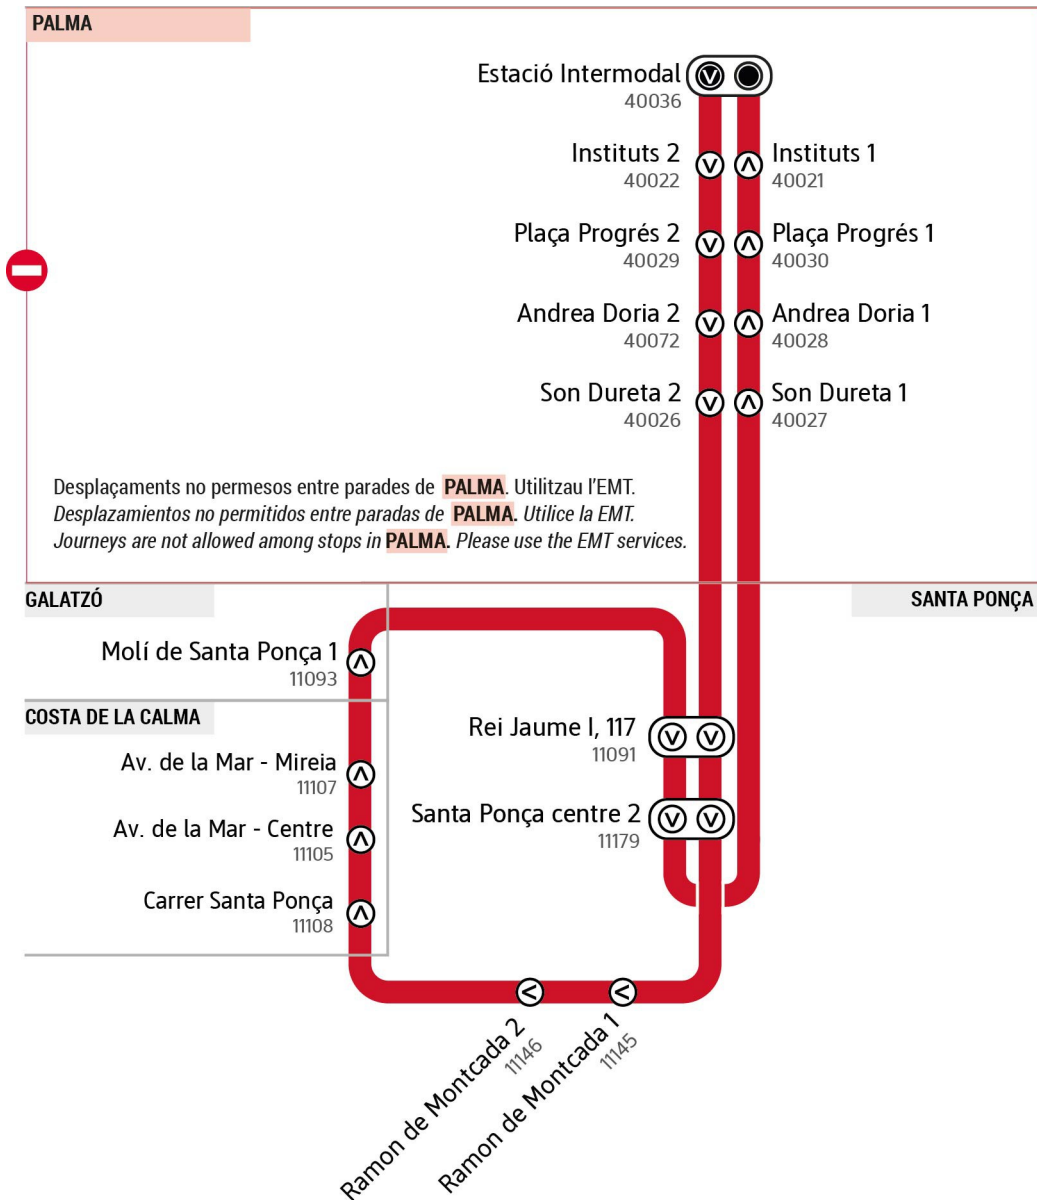 PALMA
Estació Intermodal
40036
Instituts 2
40022
Instituts 1
40021
Plaça Progrés 2
40029
Plaça Progrés 1
40030
Andrea Doria 2
40072
Andrea Doria 1
40028
Son Dureta 2
40026
Son Dureta 1
40027
Desplaçaments no permesos entre parades de PALMA. Utilitzau l'EMT.
Desplazamientos no permitidos entre paradas de PALMA. Utilice la EMT.
Journeys are not allowed among stops in PALMA. Please use the EMT services.
GALATZÓ
SANTA PONÇA
Molí de Santa Ponça 1
11093
COSTA DE LA CALMA
Rei Jaume I, 117
11091
Av. de la Mar - Mireia
11107
Santa Ponça centre 2
11179
Av. de la Mar - Centre
11105
Carrer Santa Ponça
11108
Ramon de Montcada 2
11146
Ramon de Montcada 1
11145